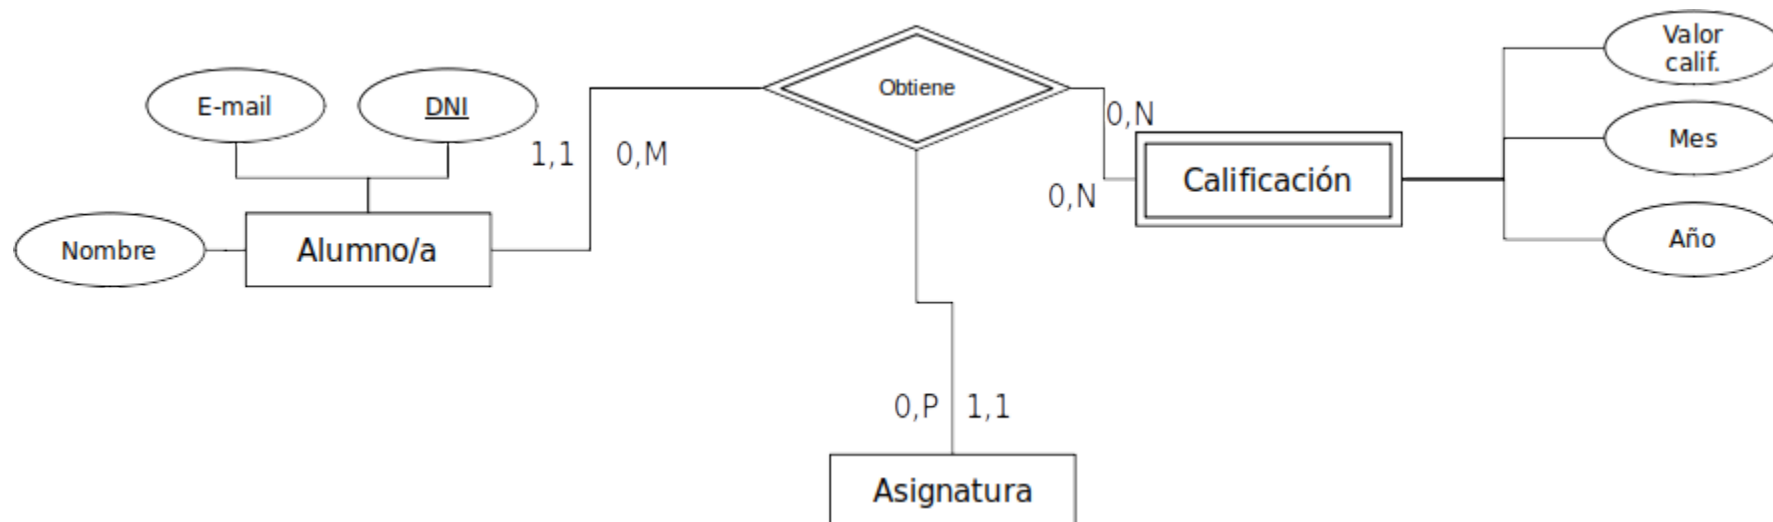 Valor
calif.
E-mail
DNI
Obtiene
0,N
Mes
1,1
0,M
Calificación
0,N
Nombre
Alumno/a
Año
0,P
1,1
Asignatura